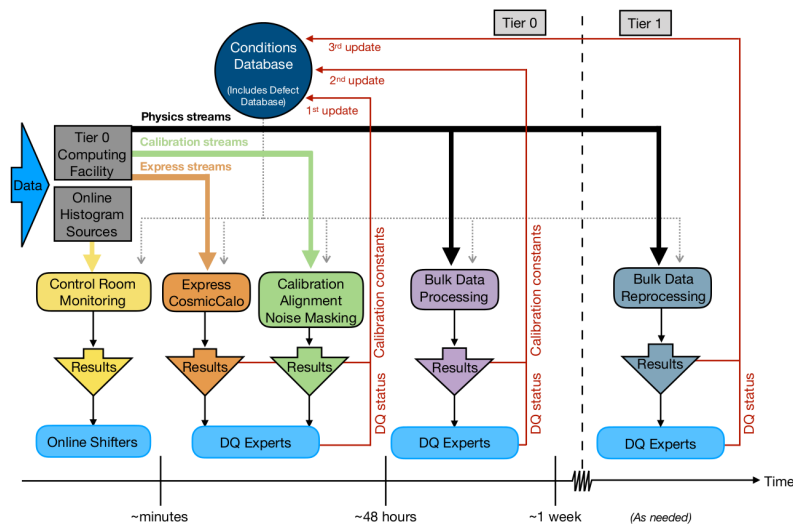 Tier 0
Tier 1
Conditions
Database
(Includes Defect
Database)
3rd update
2nd update
1st update
Physics streams
Calibration streams
Express streams
Data
Tier 0
Computing
Facility
Online
Histogram
Sources
Control Room
Monitoring
Express
CosmicCalo
Calibration
Alignment
Noise Masking
Bulk Data
Processing
Bulk Data
Reprocessing
Calibration constants
Calibration constants
Results
Results
Results
Results
Results
DQ status
DQ status
DQ status
Online Shifters
DQ Experts
DQ Experts
DQ Experts
Time
~minutes
~48 hours
~1 week
(As needed)